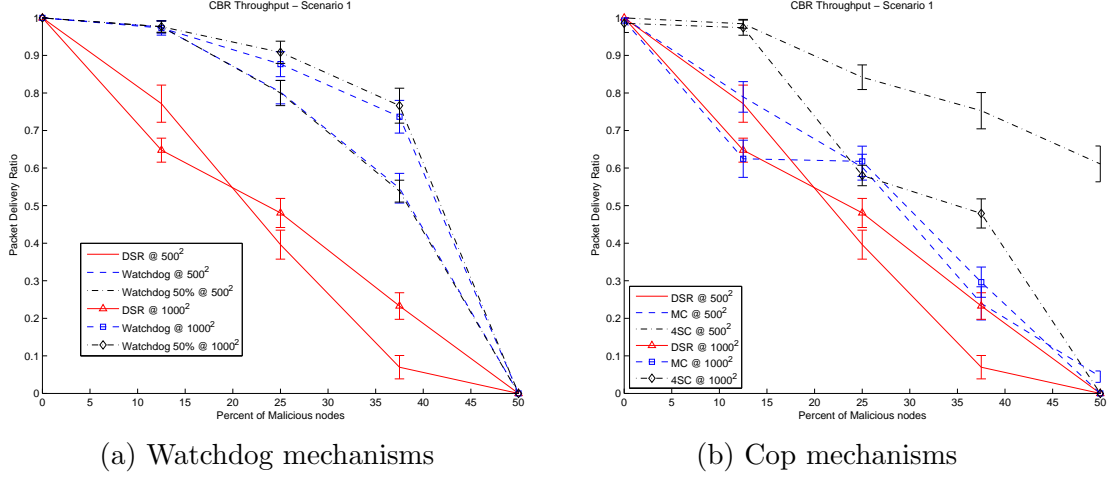 CBR Throughput – Scenario 1
1
0.9
0.8
0.7
0.6
0.5
0.4
0.3
0.2
0.1
0
Packet Delivery Ratio
DSR @ 500²
Watchdog @ 500²
Watchdog 50% @ 500²
DSR @ 1000²
Watchdog @ 1000²
Watchdog 50% @ 1000²
0 5 10 15 20 25 30 35 40 45 50
Percent of Malicious nodes
(a) Watchdog mechanisms
CBR Throughput – Scenario 1
1
0.9
0.8
0.7
0.6
0.5
0.4
0.3
0.2
0.1
0
Packet Delivery Ratio
DSR @ 500²
MC @ 500²
4SC @ 500²
DSR @ 1000²
MC @ 1000²
4SC @ 1000²
0 5 10 15 20 25 30 35 40 45 50
Percent of Malicious nodes
(b) Cop mechanisms